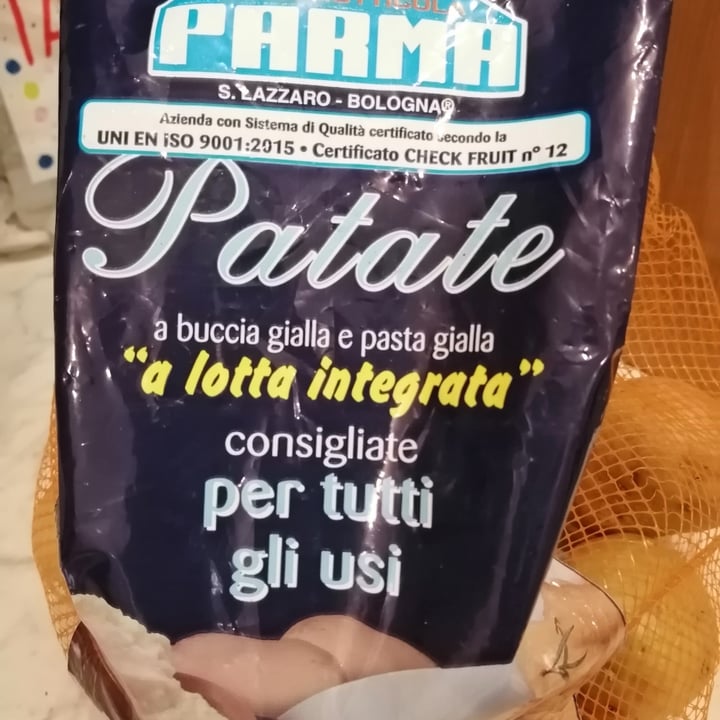 PARMA
S. LAZZARO - BOLOGNA®
Azienda con Sistema di Qualità certificato secondo la
UNI EN ISO 9001:2015 • Certificato CHECK FRUIT n° 12
Patate
a buccia gialla e pasta gialla
"a lotta integrata"
consigliate
per tutti
gli usi